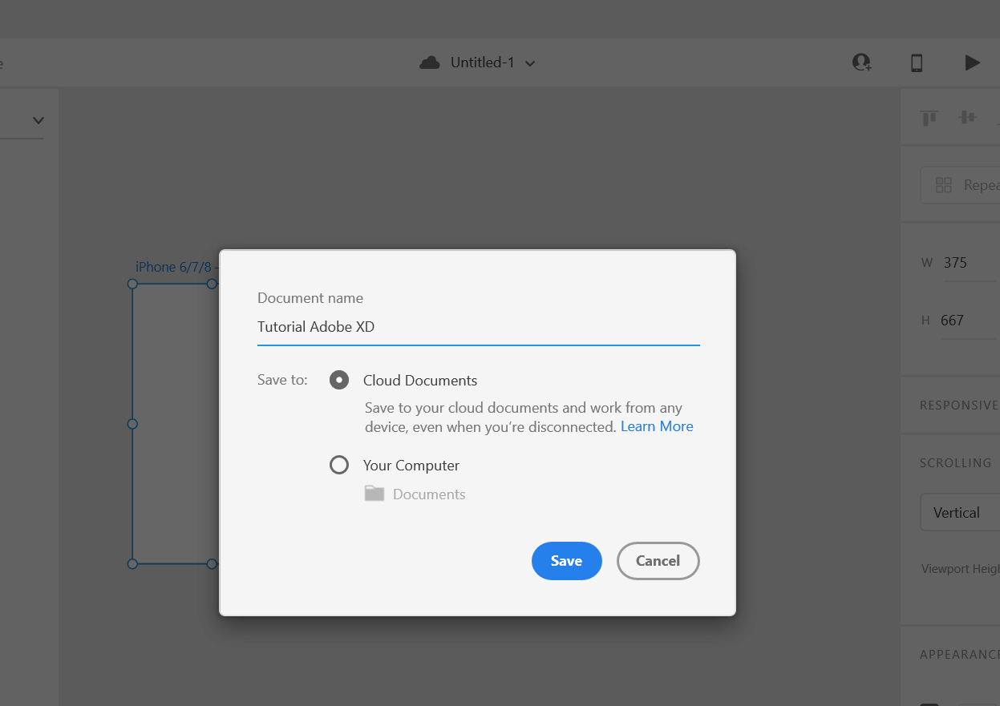 Untitled-1
Repea
iPhone 6/7/8 –
W 375
H 667
Document name
Tutorial Adobe XD
Save to:
Cloud Documents
Save to your cloud documents and work from any
device, even when you’re disconnected. Learn More
Your Computer
Documents
Save
Cancel
RESPONSIVE
SCROLLING
Vertical
Viewport Heigh
APPEARANCE